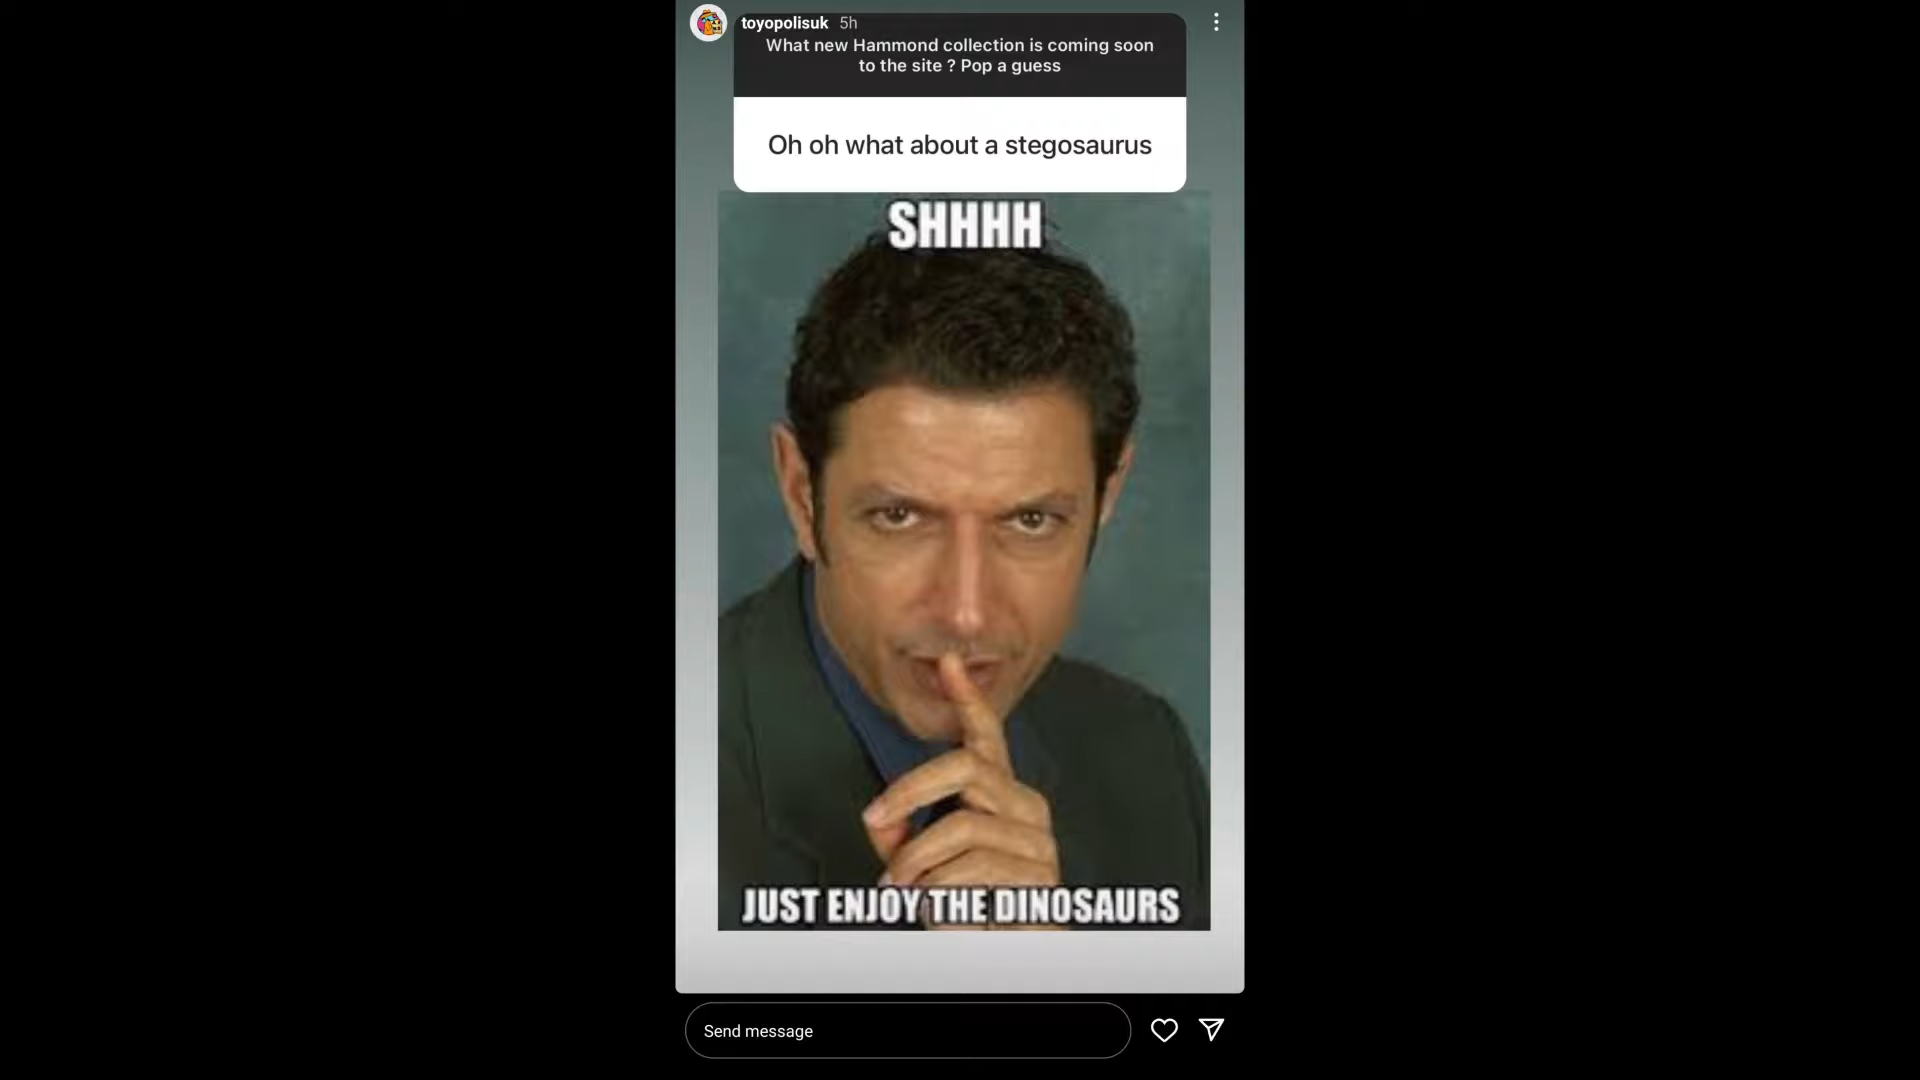 toyopolisuk 5h
What new Hammond collection is coming soon
to the site ? Pop a guess
Oh oh what about a stegosaurus
SHHHH
JUST ENJOY THE DINOSAURS
Send message